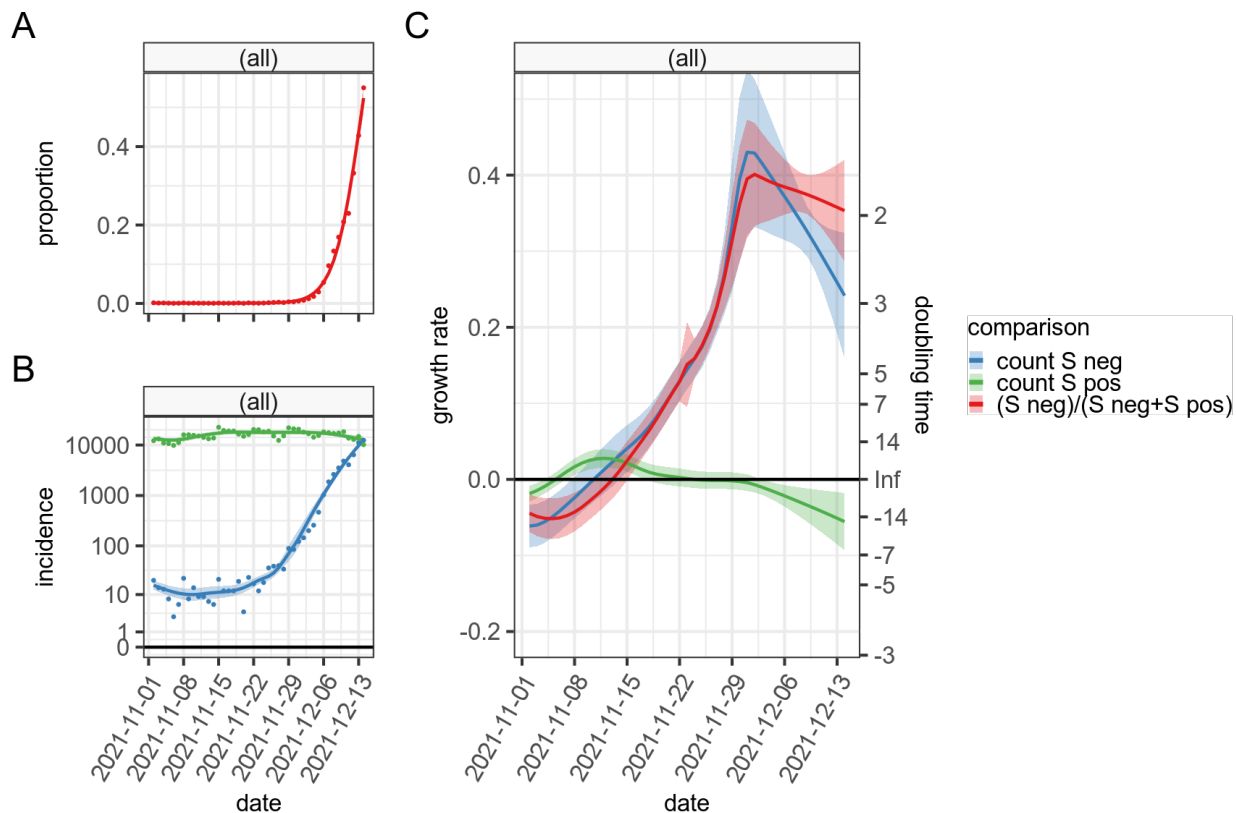 A
(all)
proportion
0.4
0.2
0.0
B
(all)
incidence
10000
1000
100
10
1
0
2021-11-01
2021-11-08
2021-11-15
2021-11-22
2021-11-29
2021-12-06
2021-12-13
date
C
(all)
growth rate
0.4
0.2
0.0
-0.2
2
3
5
7
14
Inf
-14
-7
-5
-3
doubling time
2021-11-01
2021-11-08
2021-11-15
2021-11-22
2021-11-29
2021-12-06
2021-12-13
date
comparison
count S neg
count S pos
(S neg)/(S neg+S pos)